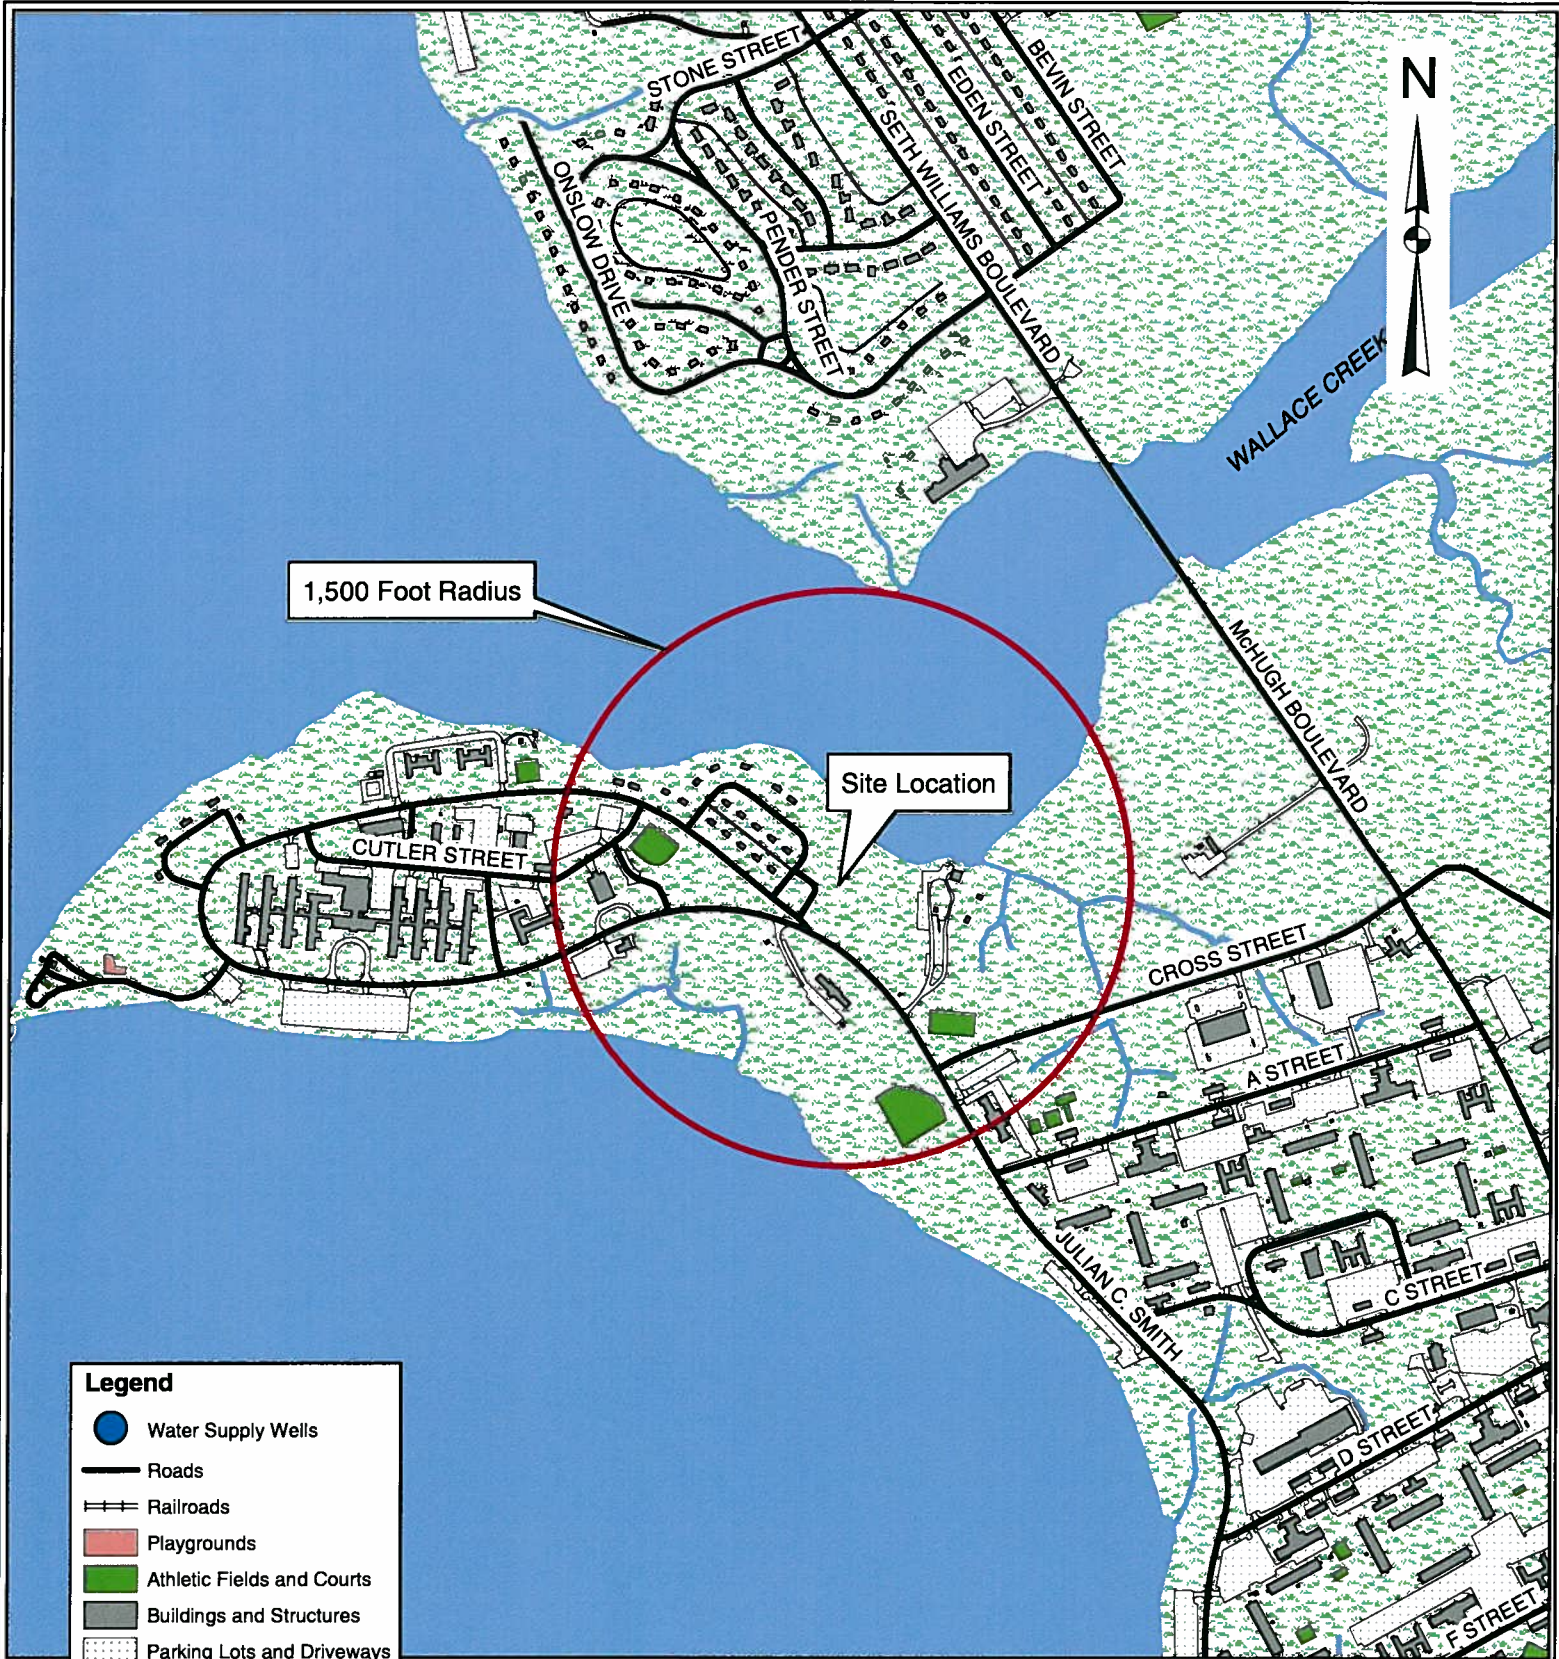 STONE STREET
BEVIN STREET
EDEN STREET
SETH WILLIAMS BOULEVARD
N
ONSLOW DRIVE
PENDER STREET
WALLACE CREEK
1,500 Foot Radius
McHUGH BOULEVARD
Site Location
CUTLER STREET
CROSS STREET
A STREET
JULIAN C. SMITH
C STREET
D STREET
F STREET
Legend
Water Supply Wells
Roads
Railroads
Playgrounds
Athletic Fields and Courts
Buildings and Structures
Parking Lots and Driveways